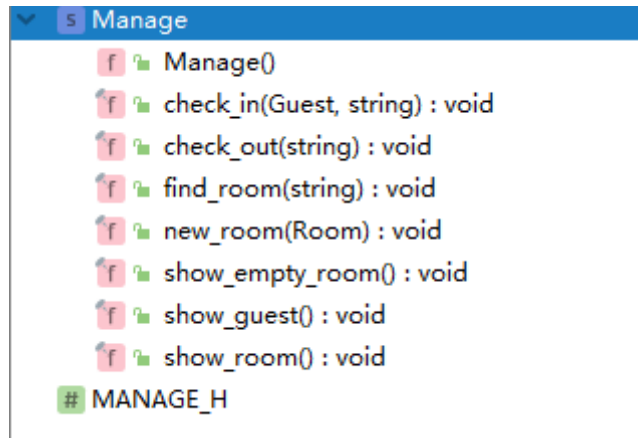 S Manage
f Manage()
f check_in(Guest, string) : void
f check_out(string) : void
f find_room(string) : void
f new_room(Room) : void
f show_empty_room() : void
f show_guest() : void
f show_room() : void
# MANAGE_H